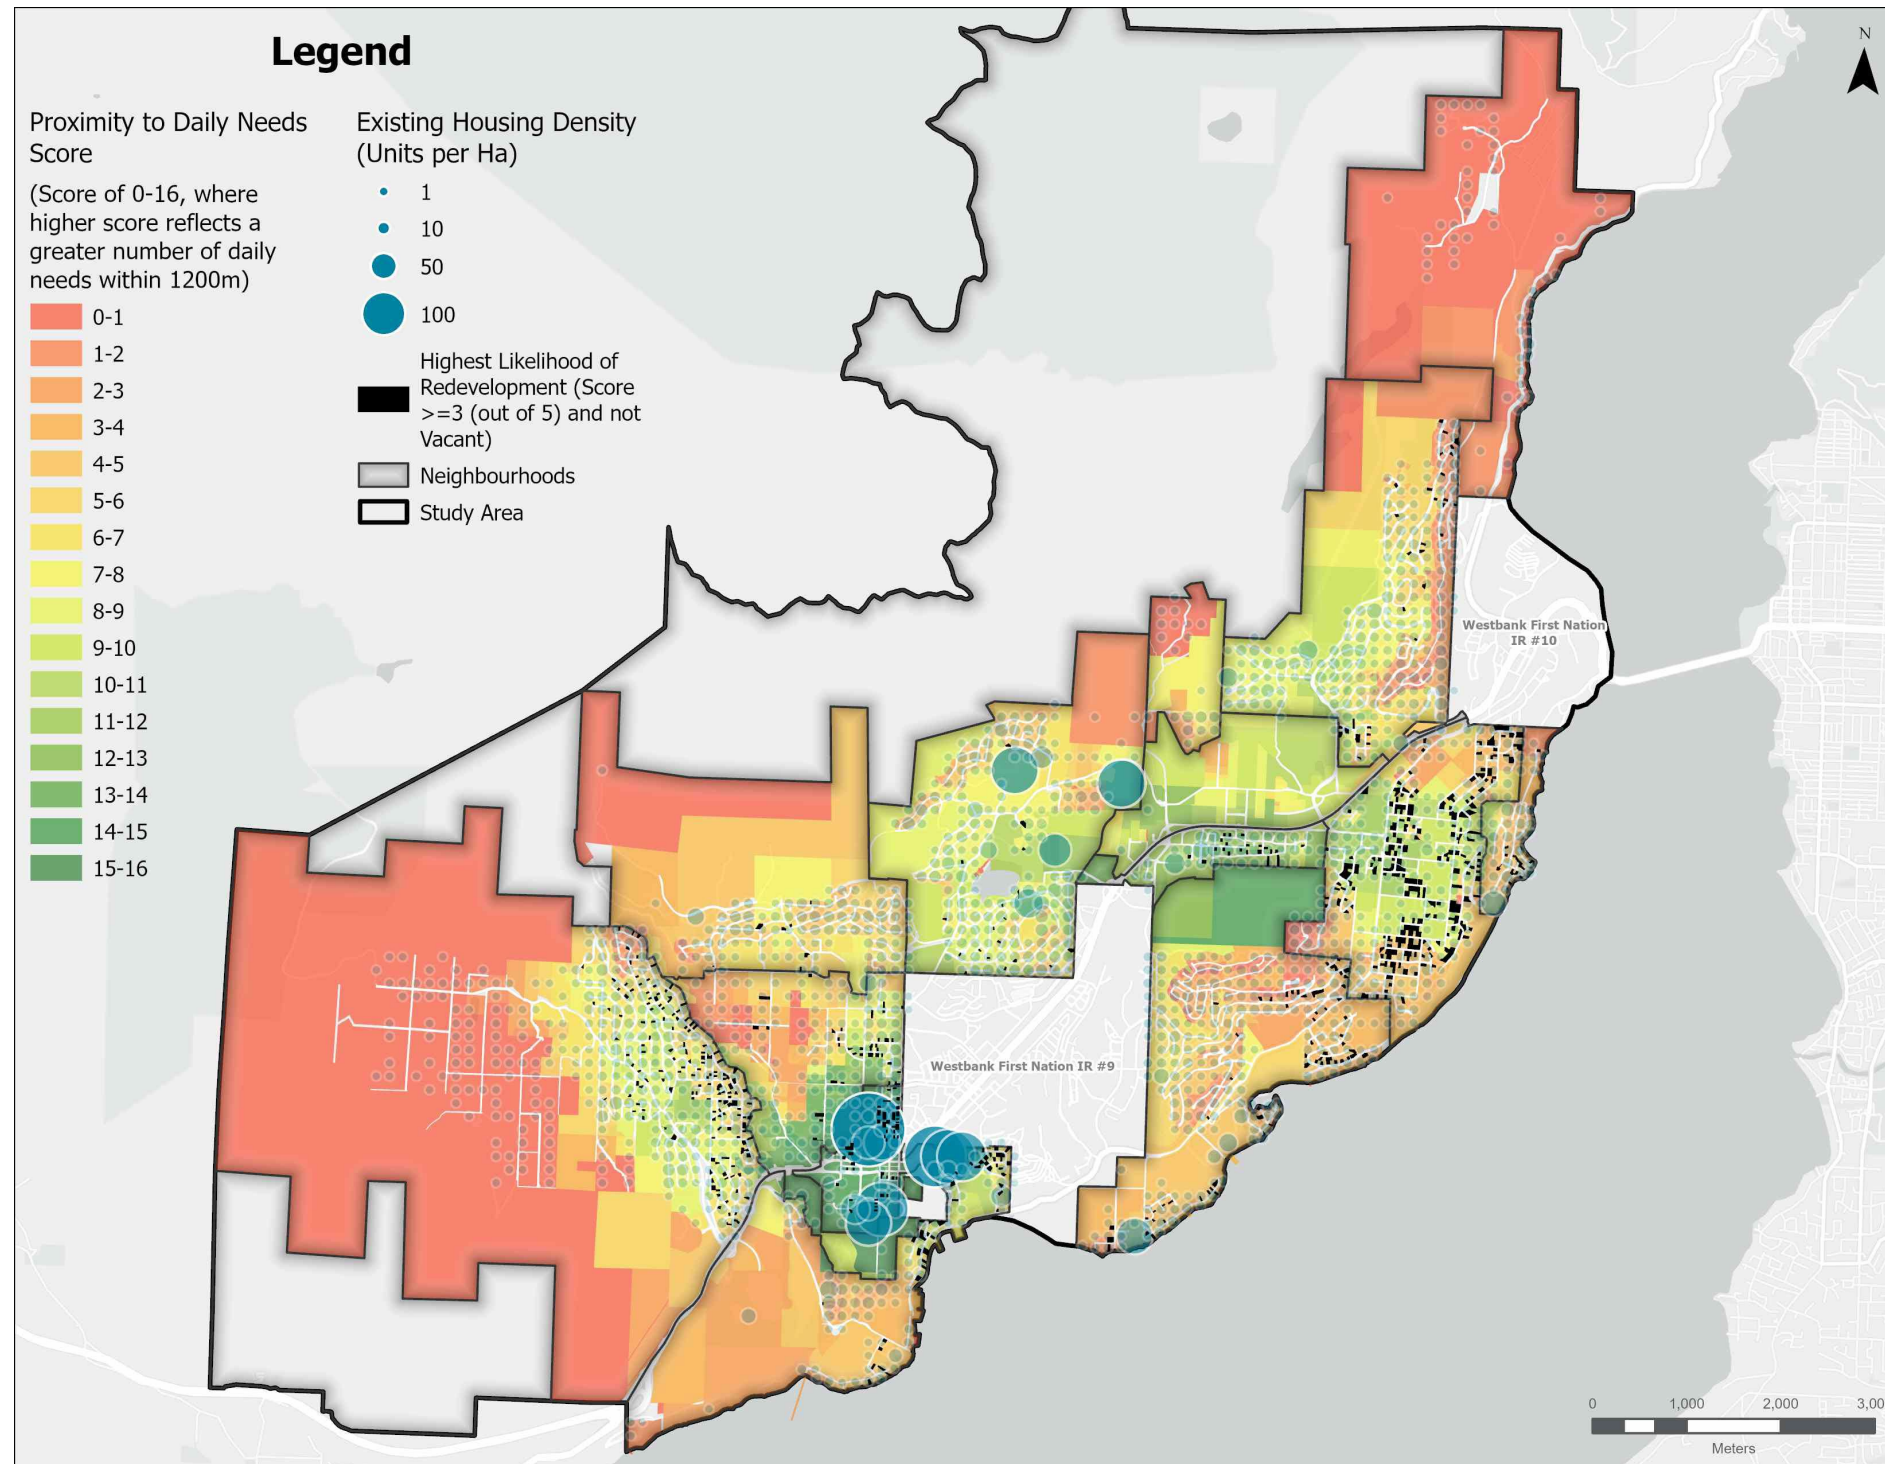 Legend
Proximity to Daily Needs
Score
(Score of 0-16, where
higher score reflects a
greater number of daily
needs within 1200m)
0-1
1-2
2-3
3-4
4-5
5-6
6-7
7-8
8-9
9-10
10-11
11-12
12-13
13-14
14-15
15-16
Existing Housing Density
(Units per Ha)
1
10
50
100
Highest Likelihood of
Redevelopment (Score
>=3 (out of 5) and not
Vacant)
Neighbourhoods
Study Area
N
Westbank First Nation
IR #10
Westbank First Nation IR #9
0 1,000 2,000 3,00
Meters